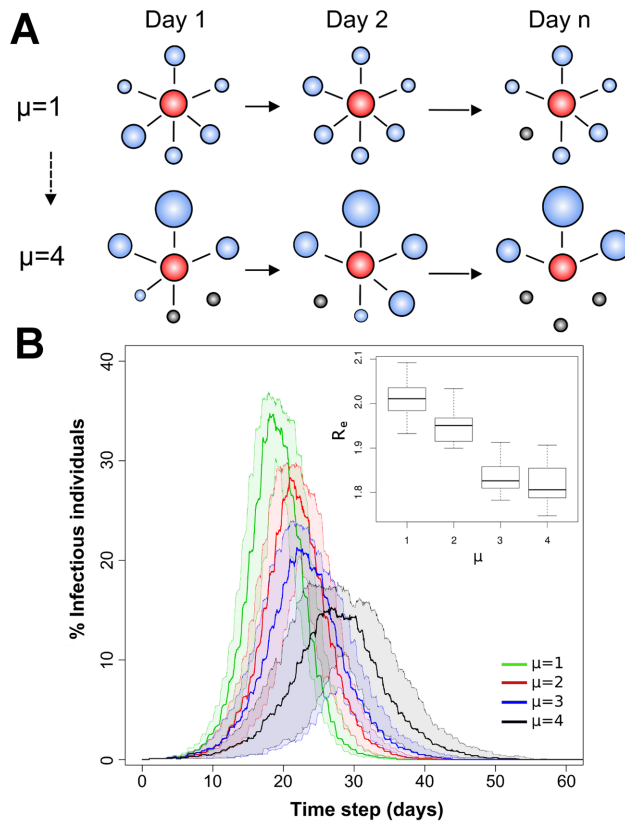 A
Day 1
Day 2
Day n
μ=1
μ=4
B
40
30
20
10
0
% Infectious individuals
0
10
20
30
40
50
60
Time step (days)
2.1
2.0
1.9
1.8
Re
1
2
3
4
μ
μ=1
μ=2
μ=3
μ=4